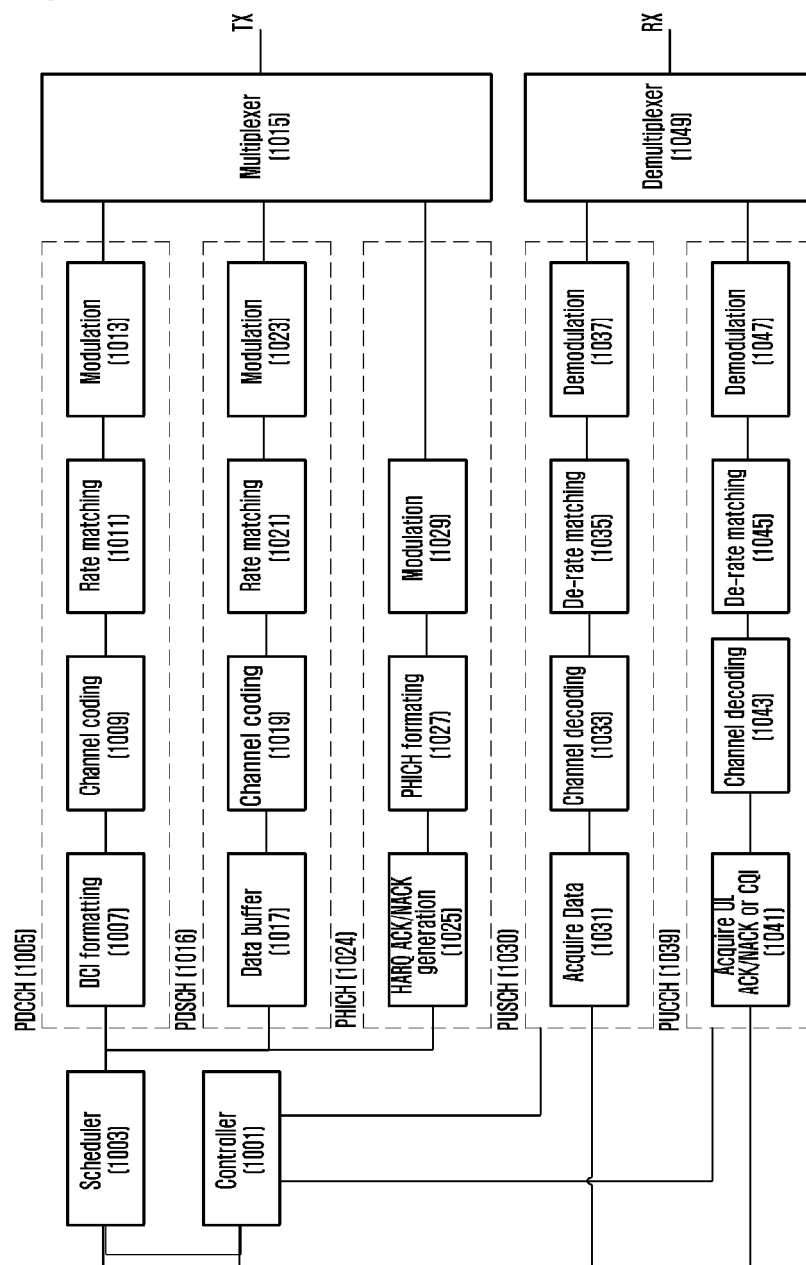 Scheduler
(1003)
Controller
(1001)
PDCCH (1005)
DCI formatting
(1007)
Channel coding
(1009)
Rate matching
(1011)
Modulation
(1013)
PDSCH (1016)
Data buffer
(1017)
Channel coding
(1019)
Rate matching
(1021)
Modulation
(1023)
PHICH (1024)
HARQ ACK/NACK
generation
(1025)
PHICH formating
(1027)
Modulation
(1029)
Multiplexer
(1015)
TX
PUSCH (1030)
Acquire Data
(1031)
Channel decoding
(1033)
De-rate matching
(1035)
Demodulation
(1037)
PUCCH (1039)
Acquire UL
ACK/NACK or CQI
(1041)
Channel decoding
(1043)
De-rate matching
(1045)
Demodulation
(1047)
Demultiplexer
(1049)
RX